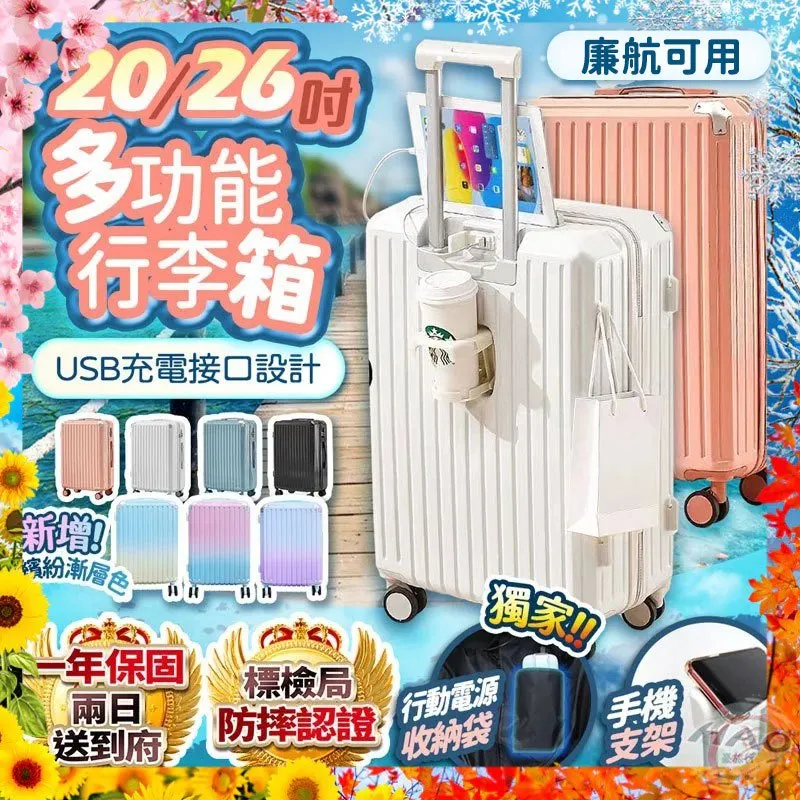 廉航可用
20/26吋
多功能
行李箱
USB充電接口設計
新增!
繽紛漸層色
一年保固
兩日
送到府
標檢局
防摔認證
獨家!!
行動電源
收納袋
手機
支架